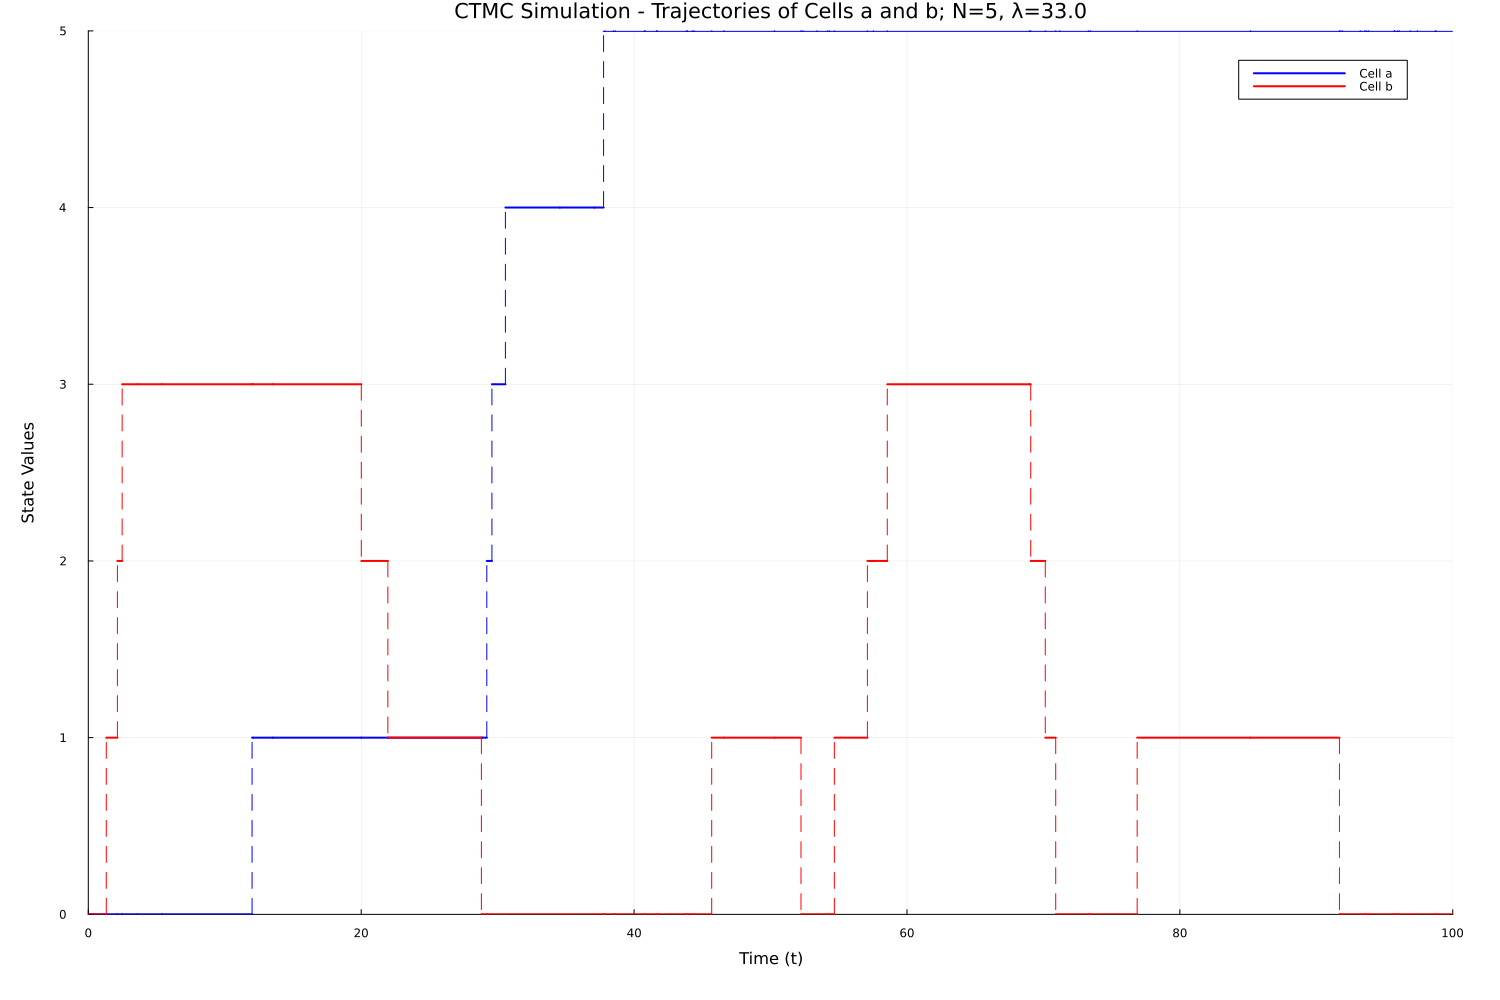 CTMC Simulation - Trajectories of Cells a and b; N=5, λ=33.0
5
4
3
2
1
0
State Values
Cell a
Cell b
0 20 40 60 80 100
Time (t)